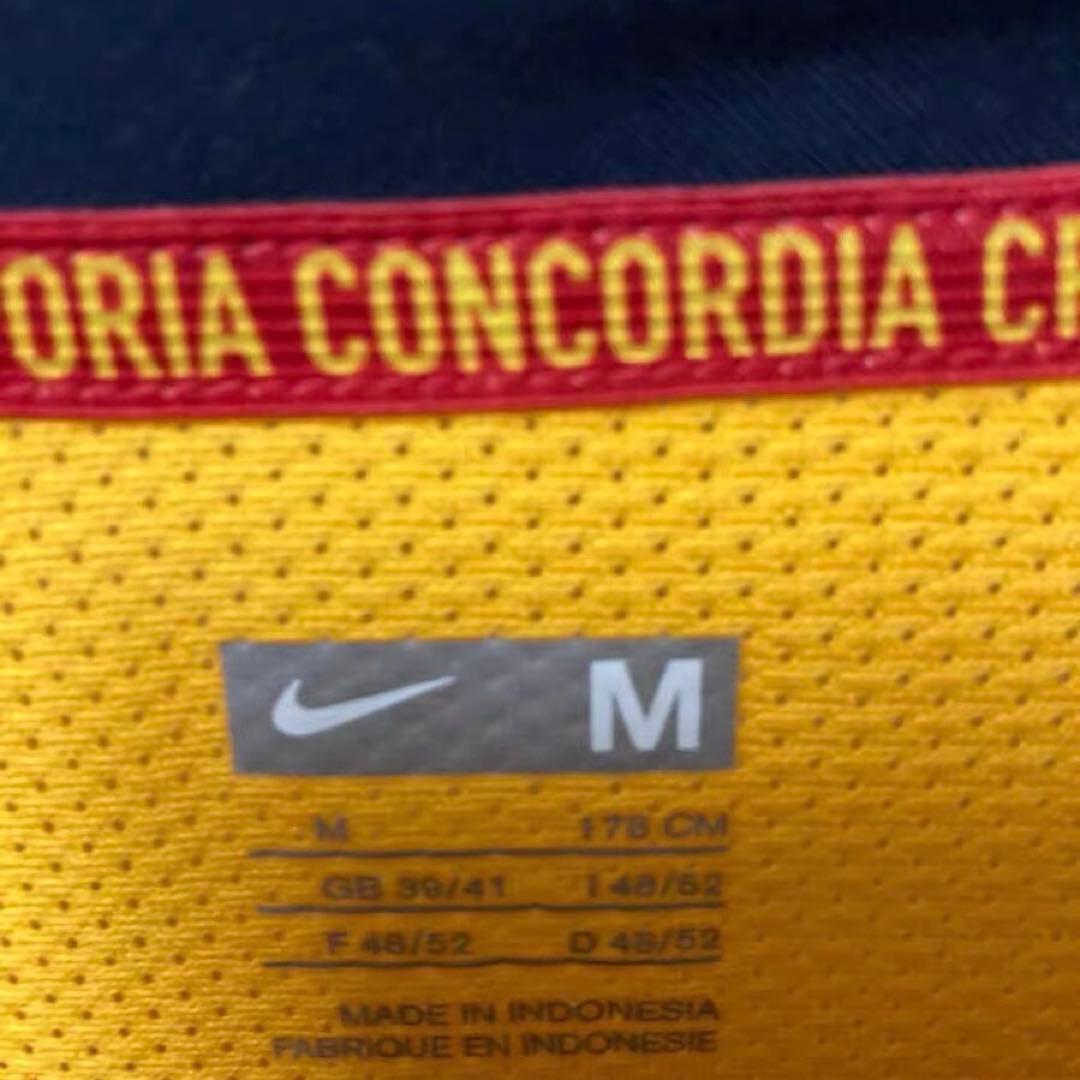 ORIA CONCORDIA CR
M
M 178 CM
GB 39/41 I 48/52
F 48/52 D 48/52
MADE IN INDONESIA
FABRIQUE EN INDONESIE